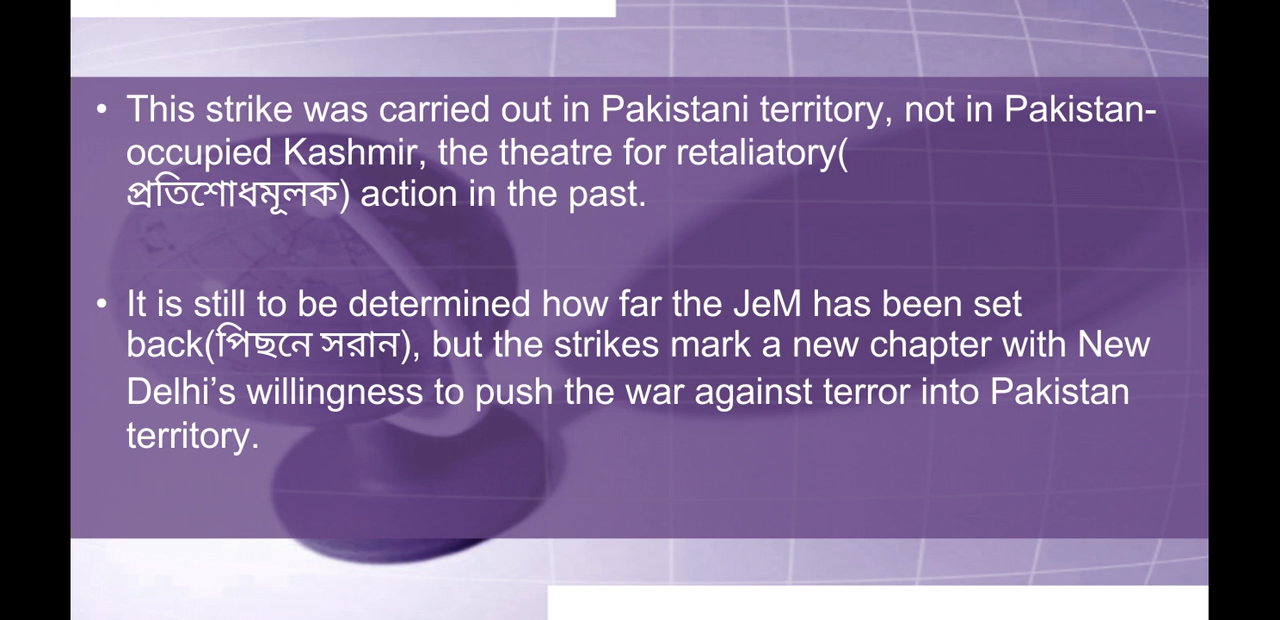 • This strike was carried out in Pakistani territory, not in Pakistan-
occupied Kashmir, the theatre for retaliatory(
প্রতিশোধমূলক) action in the past.
• It is still to be determined how far the JeM has been set
back(পিছনে সরান), but the strikes mark a new chapter with New
Delhi’s willingness to push the war against terror into Pakistan
territory.